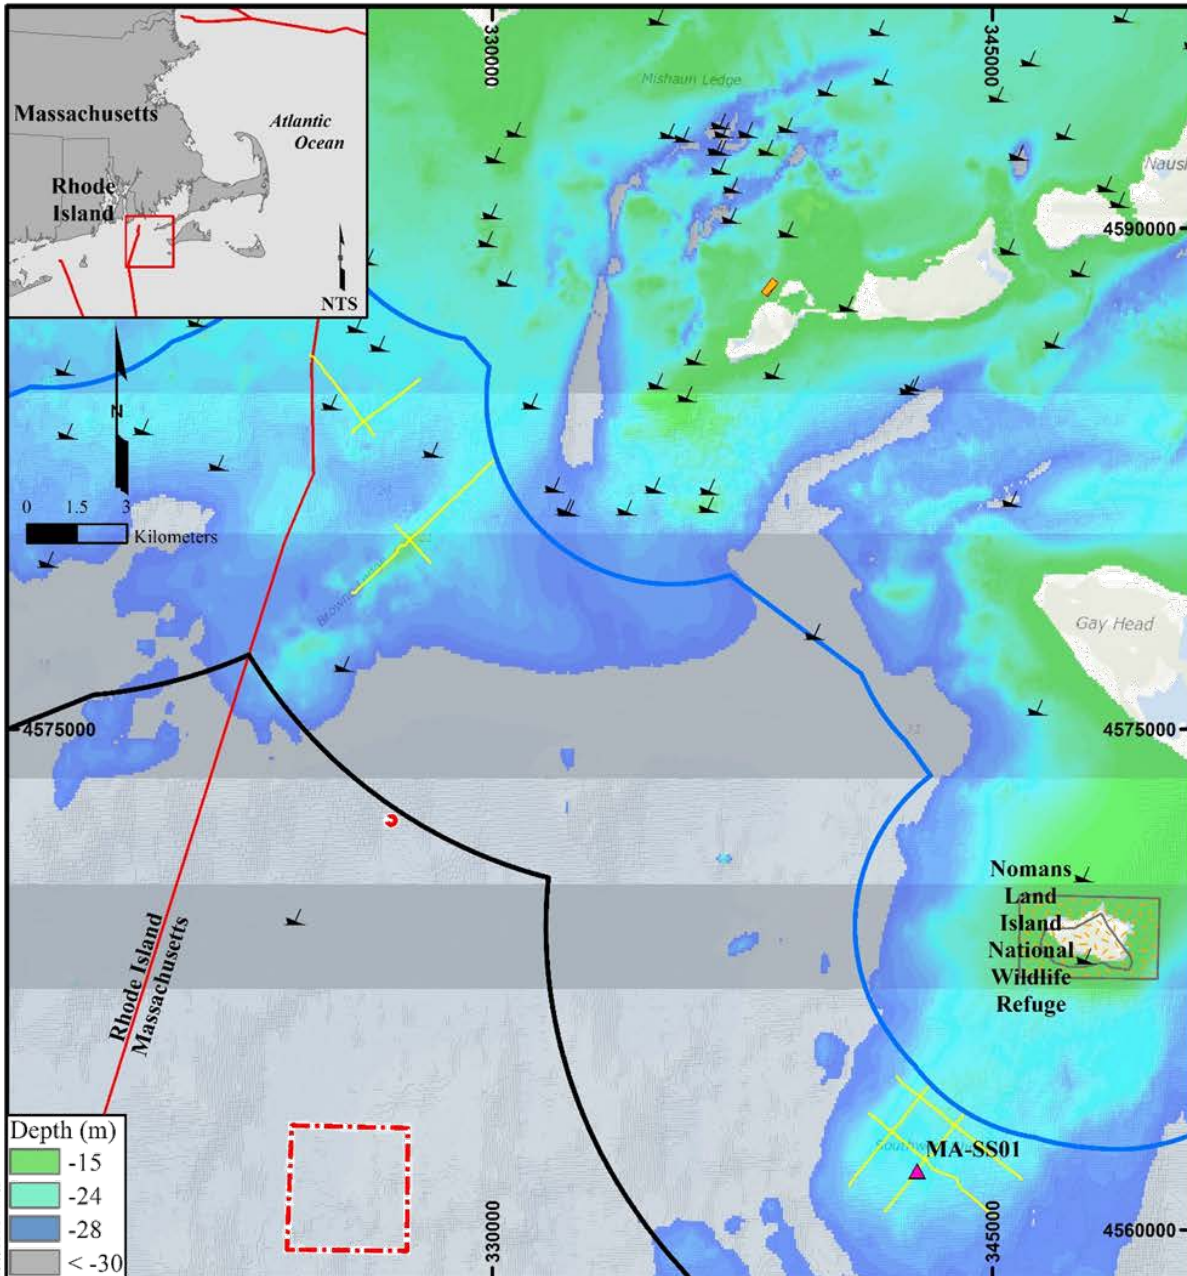 Massachusetts
Atlantic
Ocean
Rhode
Island
NTS
330000
345000
Mishaun Ledge
4590000
N
0 1.5 3
Kilometers
Gay Head
4575000
4575000
Nomans
Land
Island
National
Wildlife
Refuge
Rhode Island
Massachusetts
MA-SS01
Depth (m)
-15
-24
-28
< -30
330000
345000
4560000